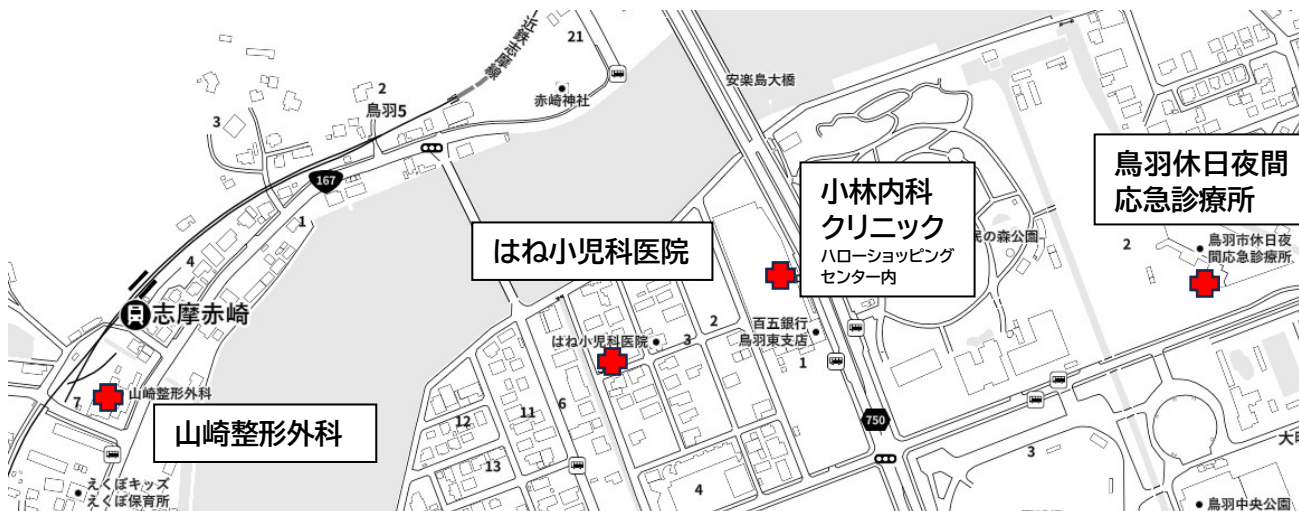 近鉄志摩線
21
2
鳥羽5
3
赤崎神社
安楽島大橋
167
1
4
志摩赤崎
7
山崎整形外科
山崎整形外科
えくぼキッズ
えくぼ保育所
はね小児科医院
はね小児科医院
2
3
6
11
12
13
4
小林内科
クリニック
ハローショッピング
センター内
民の森公園
百五銀行
鳥羽東支店
1
750
鳥羽休日夜間
応急診療所
2
鳥羽市休日夜
間応急診療所
3
鳥羽中央公園